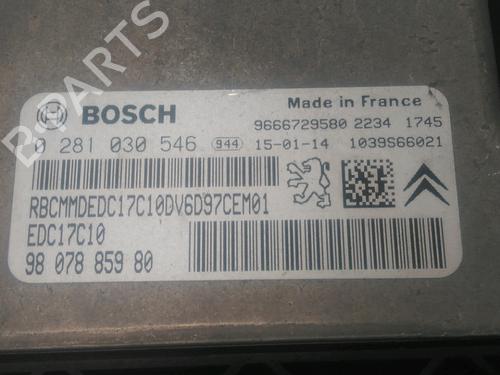 BOSCH
Made in France
9666729580 2234 1745
0 281 030 546 944 15-01-14 1039S66021
RBCMMDEDC17C10DV6D97CEM01
EDC17C10
98 078 859 80
B-PARTS